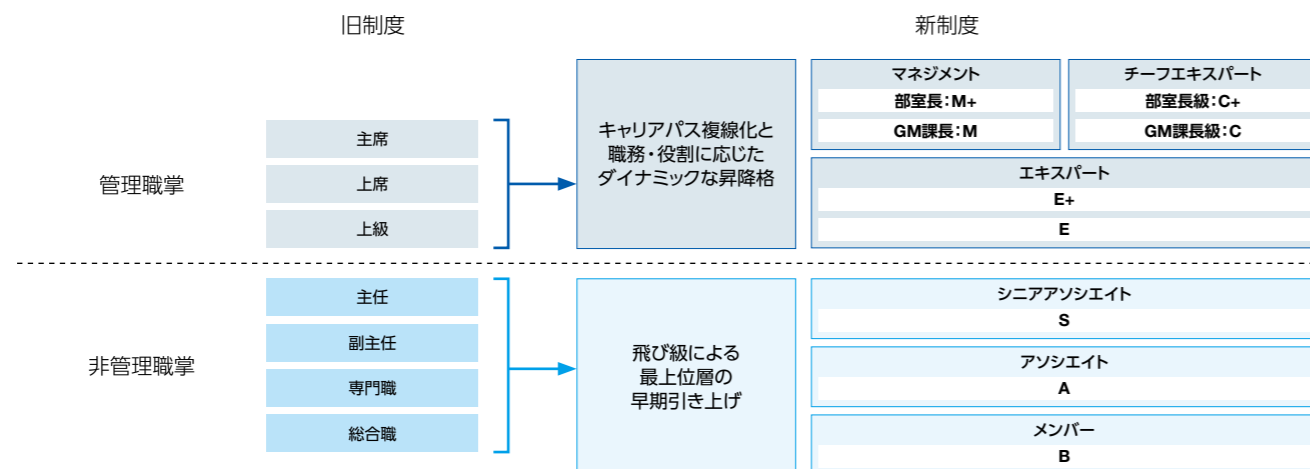 旧制度
新制度
管理職掌
主席
上席
上級
キャリアパス複線化と
職務・役割に応じた
ダイナミックな昇降格
マネジメント
部室長：M+
GM課長：M
チーフエキスパート
部室長級：C+
GM課長級：C
エキスパート
E+
E
非管理職掌
主任
副主任
専門職
総合職
飛び級による
最上位層の
早期引き上げ
シニアアソシエイト
S
アソシエイト
A
メンバー
B